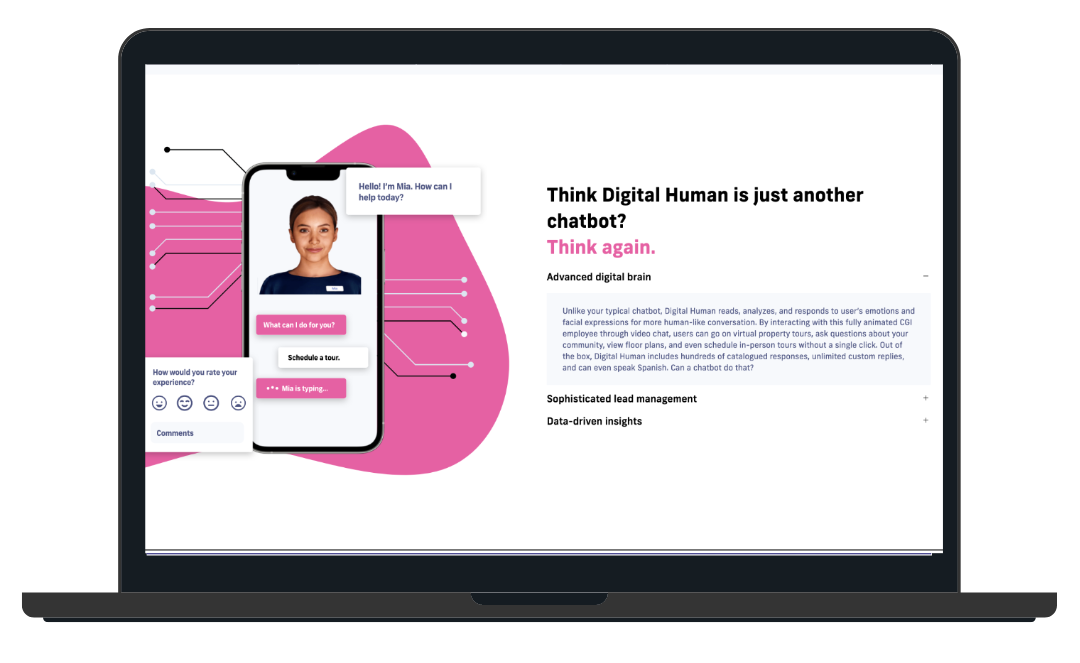 Hello! I'm Mia. How can I
help today?
What can I do for you?
Schedule a tour.
Mia is typing...
How would you rate your
experience?
Comments
Think Digital Human is just another
chatbot?
Think again.
Advanced digital brain
Unlike your typical chatbot, Digital Human reads, analyzes, and responds to user's emotions and
facial expressions for more human-like conversation. By interacting with this fully animated CGI
employee through video chat, users can go on virtual property tours, ask questions about your
community, view floor plans, and even schedule in-person tours without a single click. Out of
the box, Digital Human includes hundreds of catalogued responses, unlimited custom replies,
and can even speak Spanish. Can a chatbot do that?
Sophisticated lead management
Data-driven insights